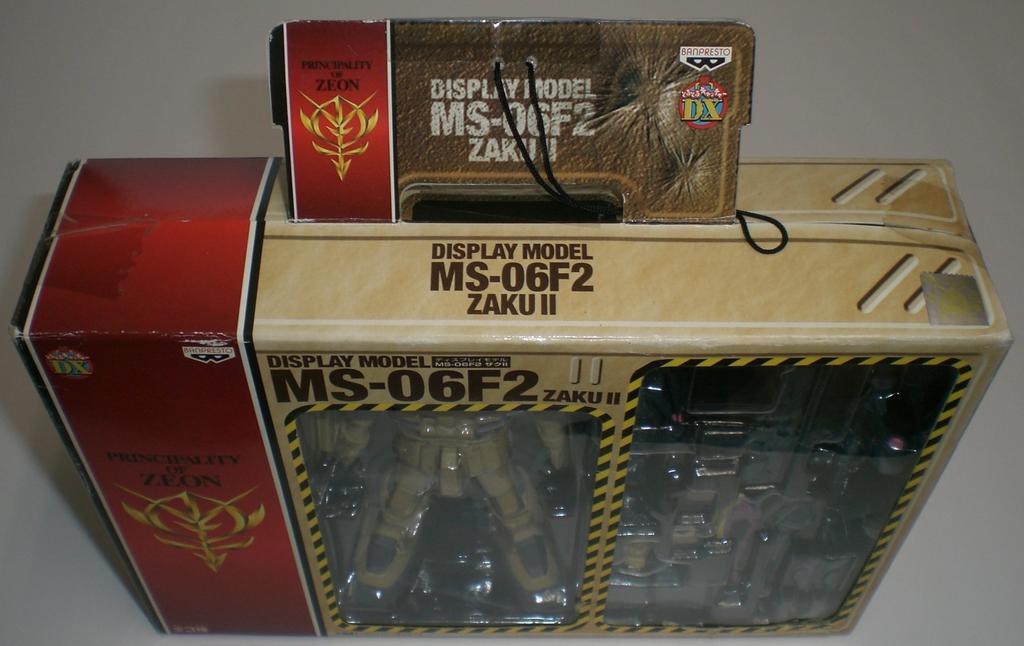 PRINCIPALITY
OF
ZEON
DISPLAY MODEL
MS-06F2
ZAKU II
BANPRESTO
DX
DISPLAY MODEL
MS-06F2
ZAKU II
DX
BANPRESTO
DISPLAY MODEL ディスプレイモデル
MS-06F2 ザクII
MS-06F2 ZAKU II
PRINCIPALITY
OF
ZEON